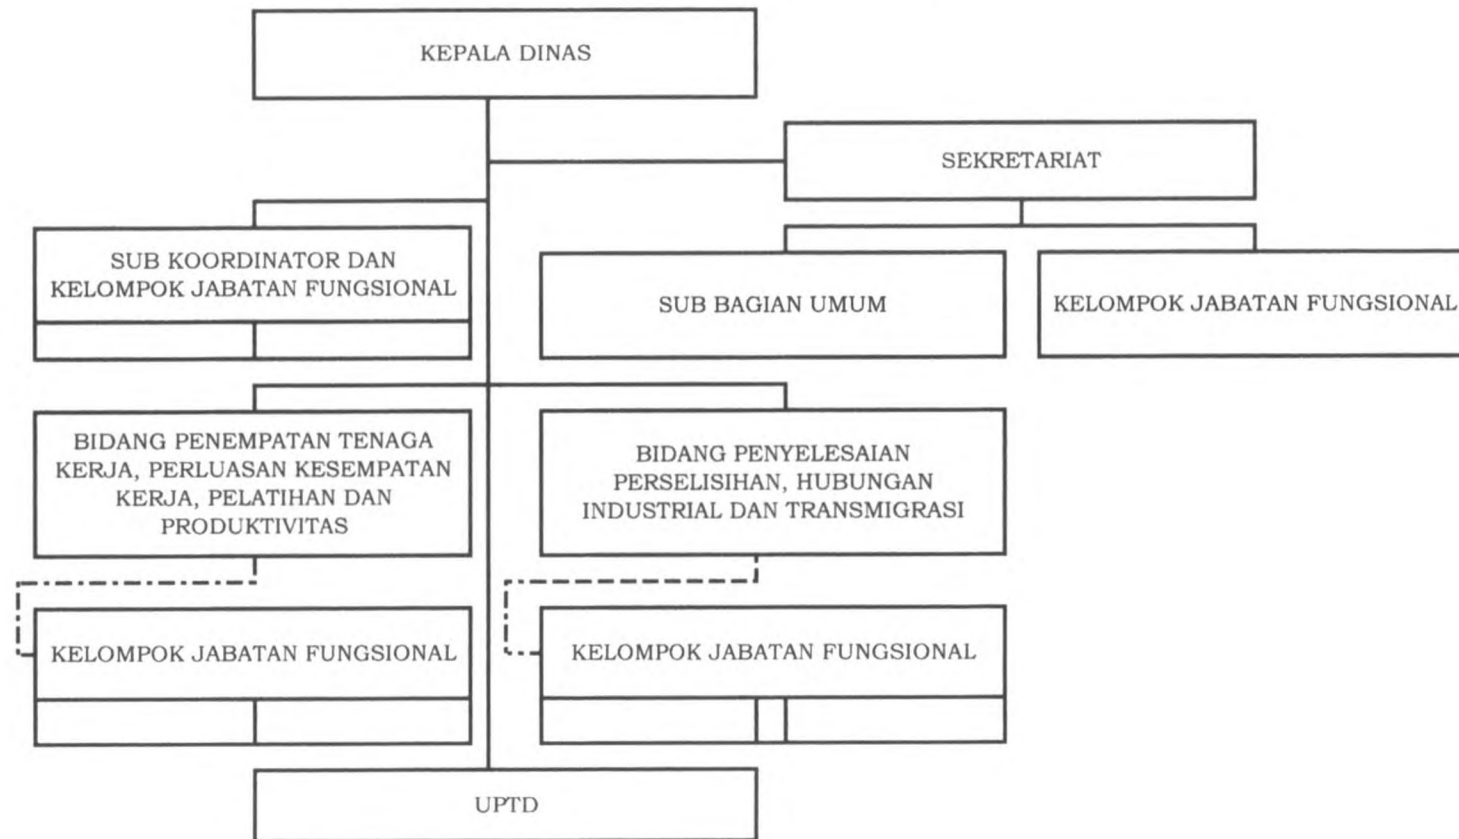 KEPALA DINAS
SEKRETARIAT
SUB KOORDINATOR DAN
KELOMPOK JABATAN FUNGSIONAL
SUB BAGIAN UMUM
KELOMPOK JABATAN FUNGSIONAL
BIDANG PENEMPATAN TENAGA
KERJA, PERLUASAN KESEMPATAN
KERJA, PELATIHAN DAN
PRODUKTIVITAS
BIDANG PENYELESAIAN
PERSELISIHAN, HUBUNGAN
INDUSTRIAL DAN TRANSMIGRASI
KELOMPOK JABATAN FUNGSIONAL
KELOMPOK JABATAN FUNGSIONAL
UPTD